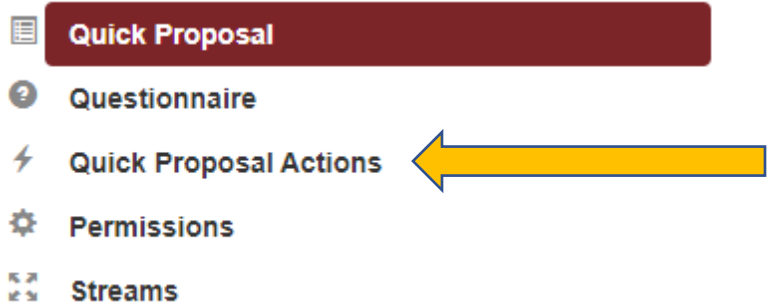 Quick Proposal
Questionnaire
Quick Proposal Actions
Permissions
Streams